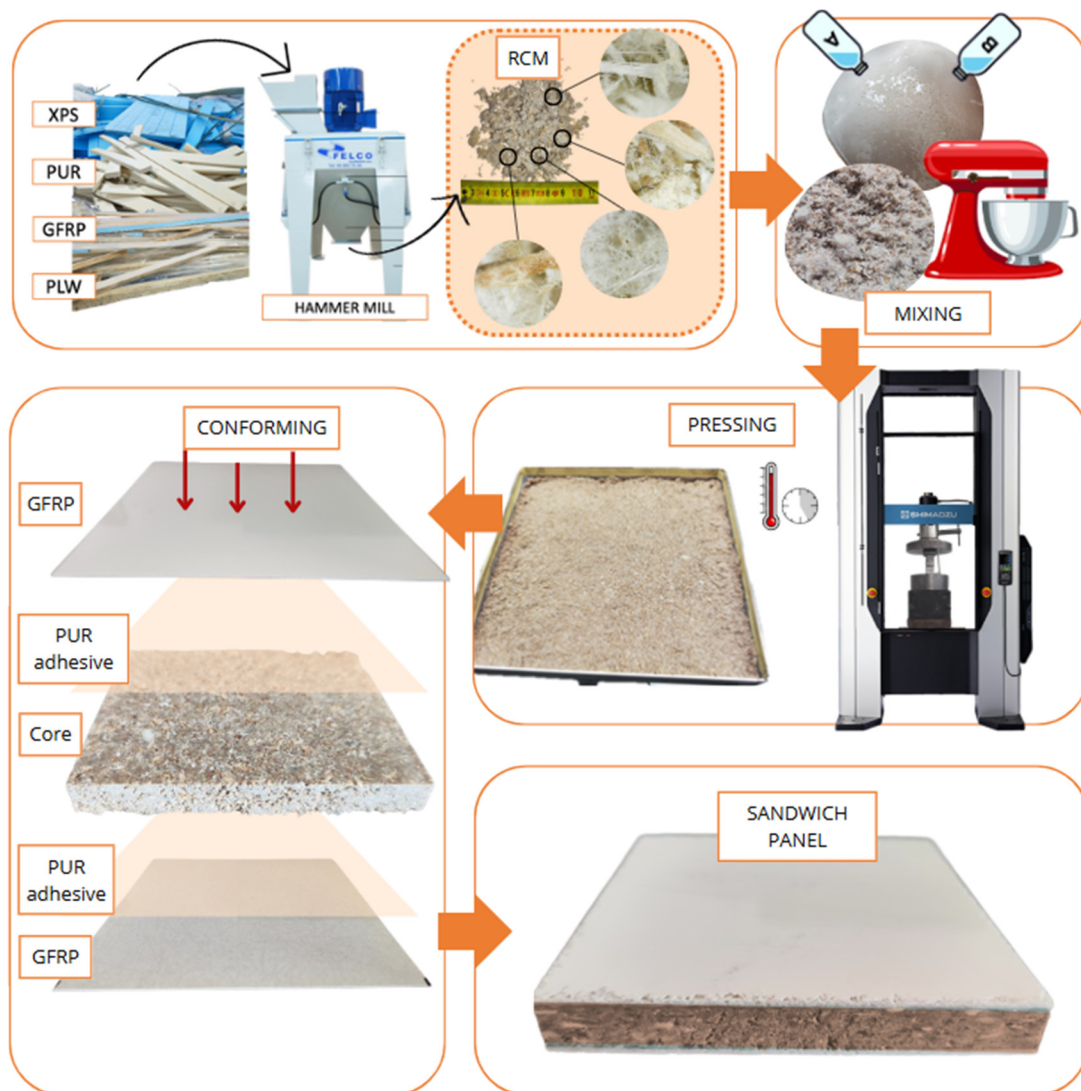 XPS
PUR
GFRP
PLW
FELCO
HAMMER MILL
RCM
A
B
MIXING
PRESSING
SHIMADZU
CONFORMING
GFRP
PUR
adhesive
Core
PUR
adhesive
GFRP
SANDWICH
PANEL